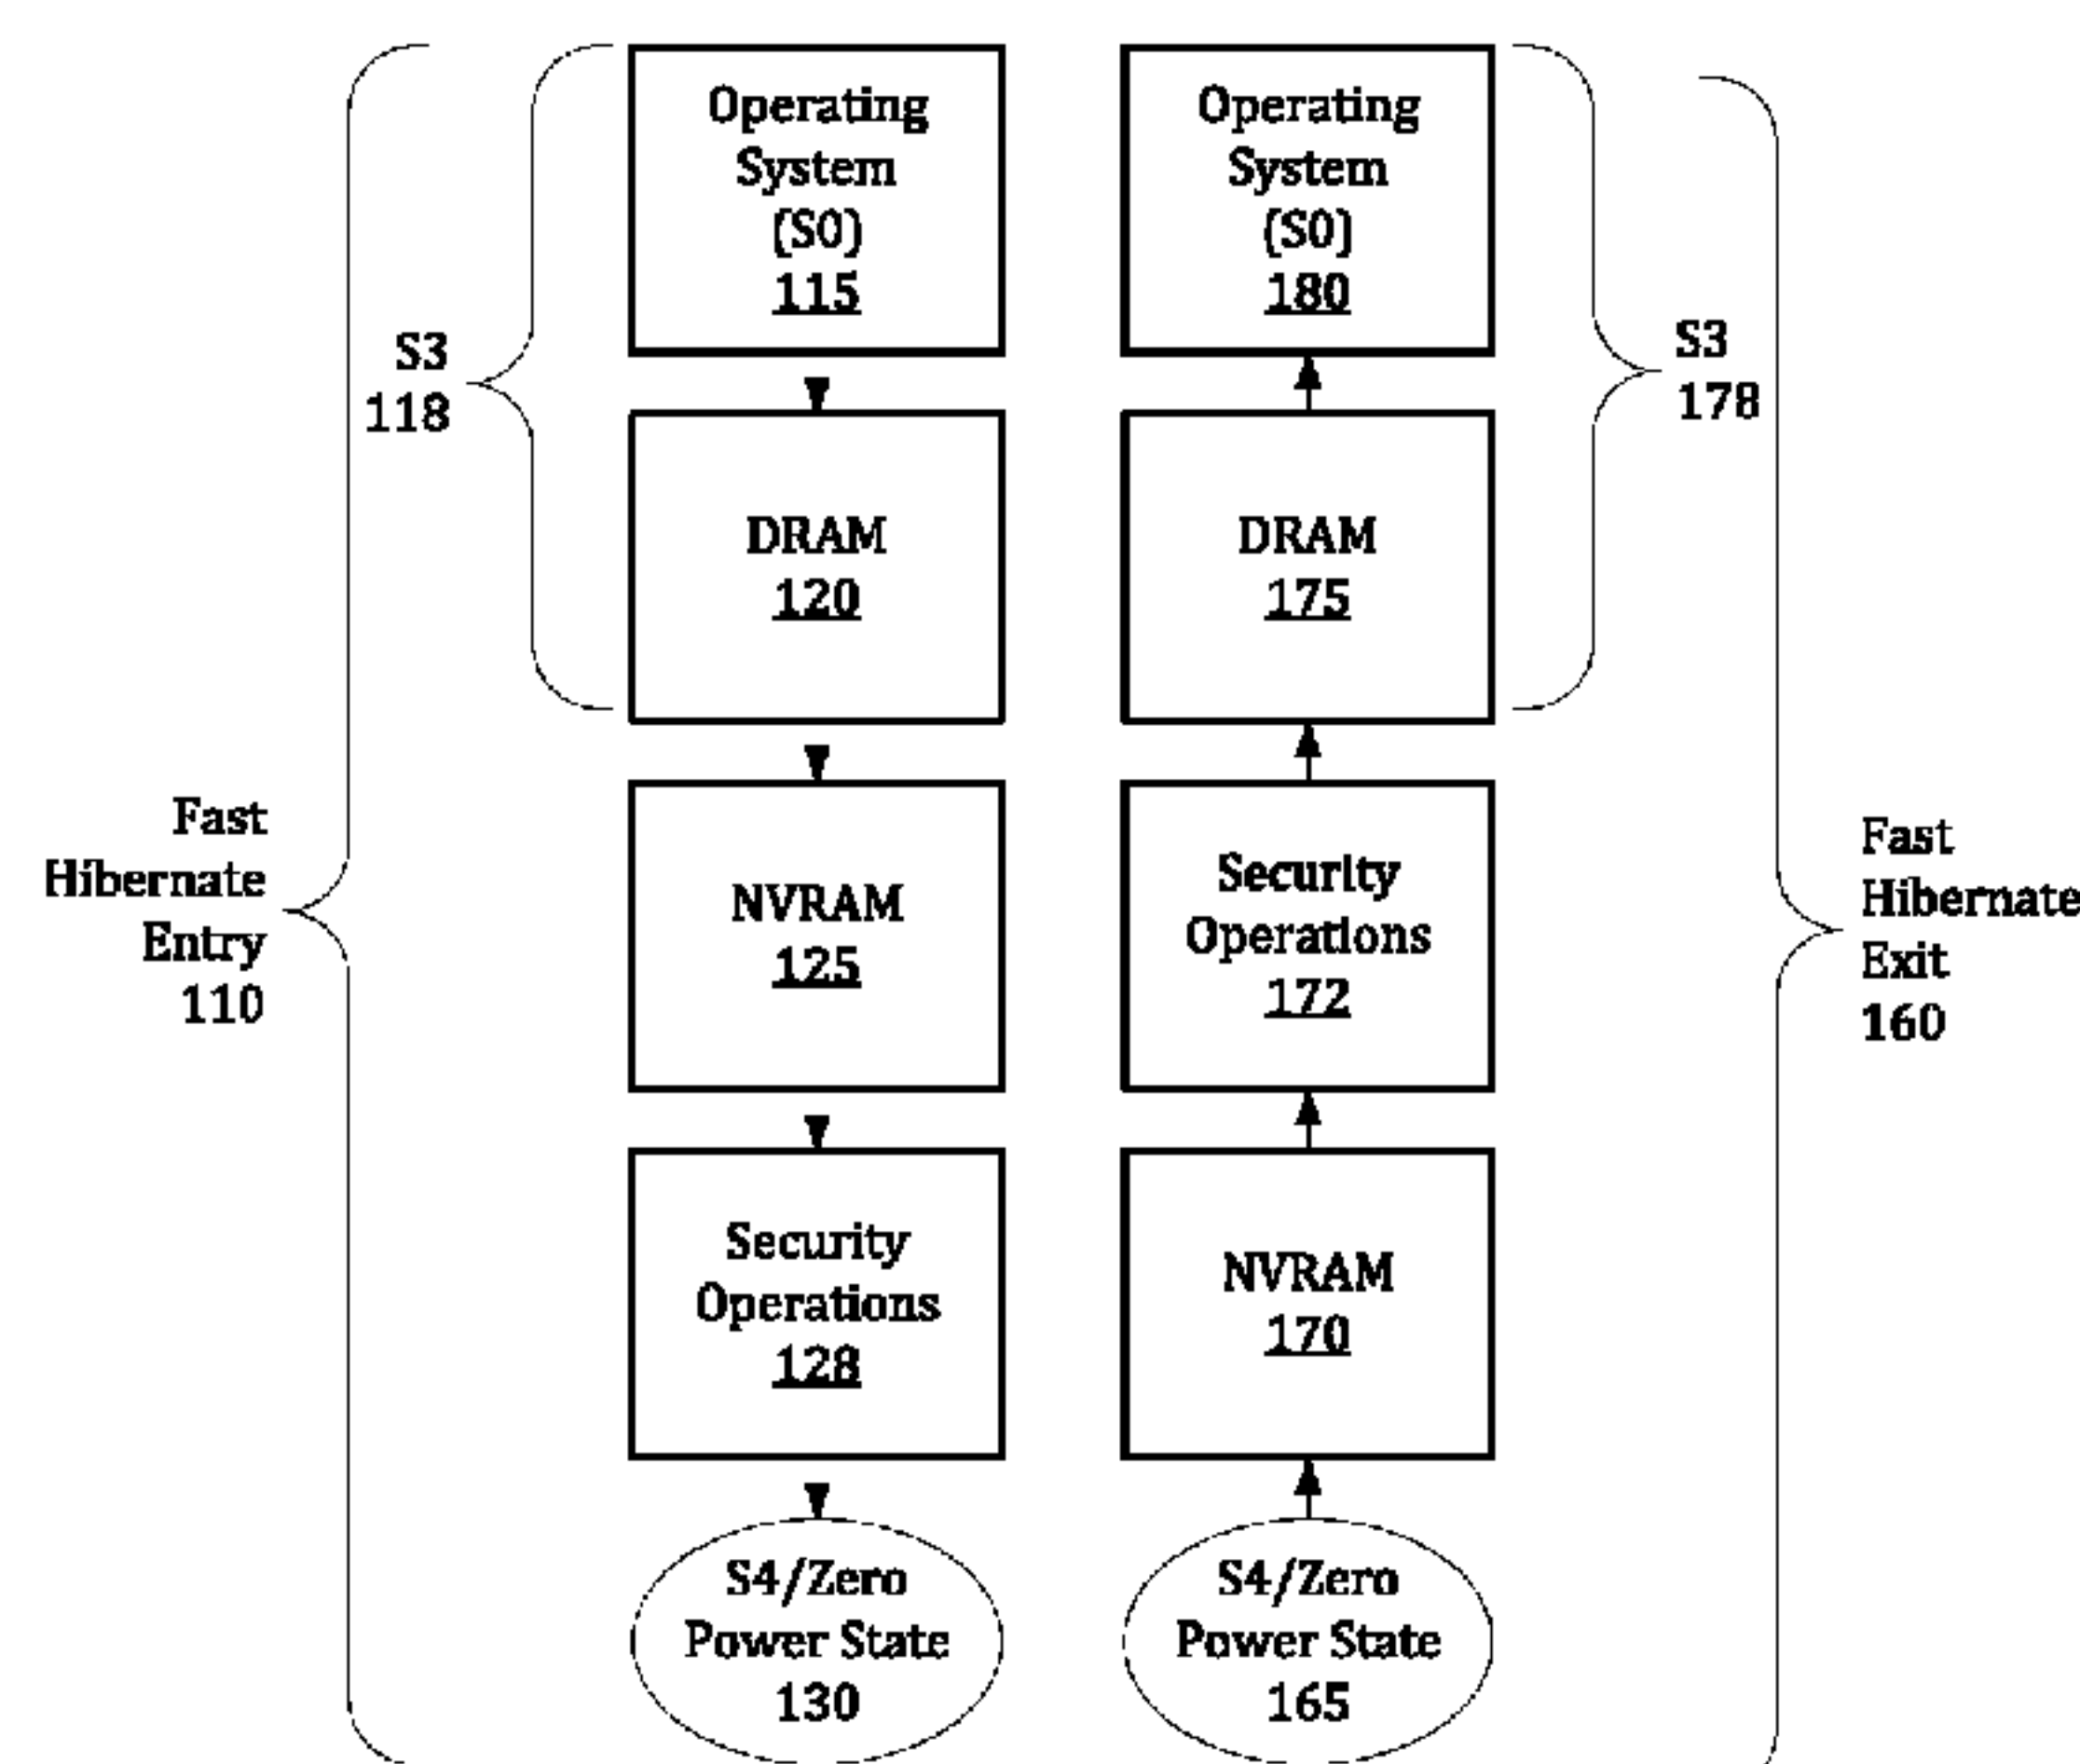 Operating
System
(S0)
115
Operating
System
(S0)
180
S3
118
S3
178
DRAM
120
DRAM
175
Fast
Hibernate
Entry
110
NVRAM
125
Security
Operations
172
Fast
Hibernate
Exit
160
Security
Operations
128
NVRAM
170
S4/Zero
Power State
130
S4/Zero
Power State
165